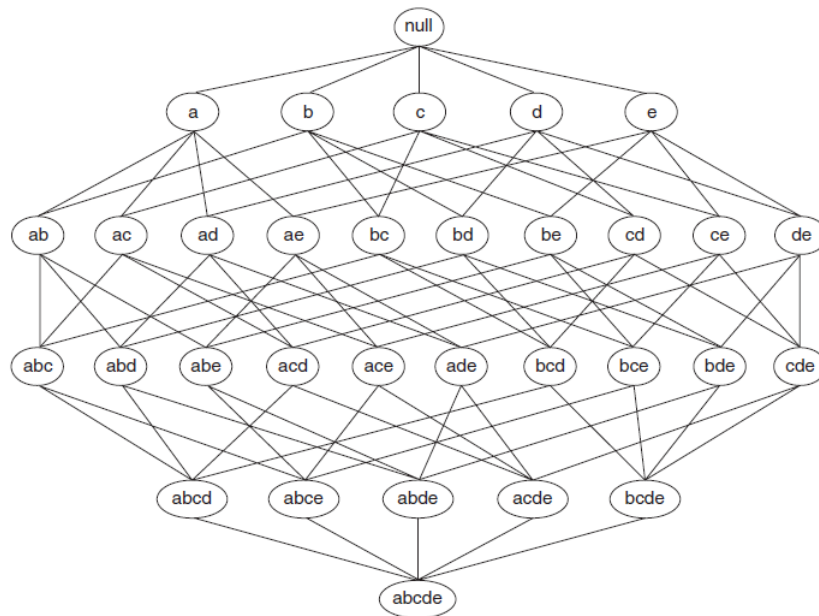 null
a b c d e
ab ac ad ae bc bd be cd ce de
abc abd abe acd ace ade bcd bce bde cde
abcd abce abde acde bcde
abcde